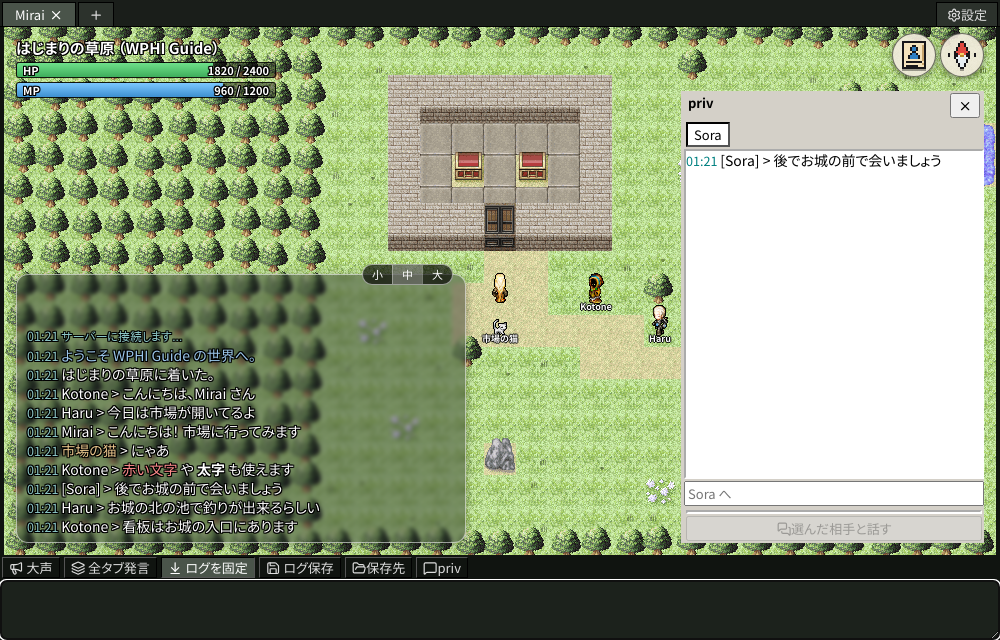 Mirai
設定
はじまりの草原 (WPHI Guide)
HP 1820 / 2400
MP 960 / 1200
priv
Sora
01:21 [Sora] > 後でお城の前で会いましょう
小 中 大
Kotone
市場の猫
Haru
01:21 サーバーに接続します...
01:21 ようこそ WPHI Guide の世界へ。
01:21 はじまりの草原に着いた。
01:21 Kotone > こんにちは、Mirai さん
01:21 Haru > 今日は市場が開いてるよ
01:21 Mirai > こんにちは! 市場に行ってみます
01:21 市場の猫 > にゃあ
01:21 Kotone > 赤い文字 や 太字 も使えます
01:21 [Sora] > 後でお城の前で会いましょう
01:21 Haru > お城の北の池で釣りが出来るらしい
01:21 Kotone > 看板はお城の入口にあります
Sora へ
選んだ相手と話す
大声 全タブ発言 ログを固定 ログ保存 保存先 priv